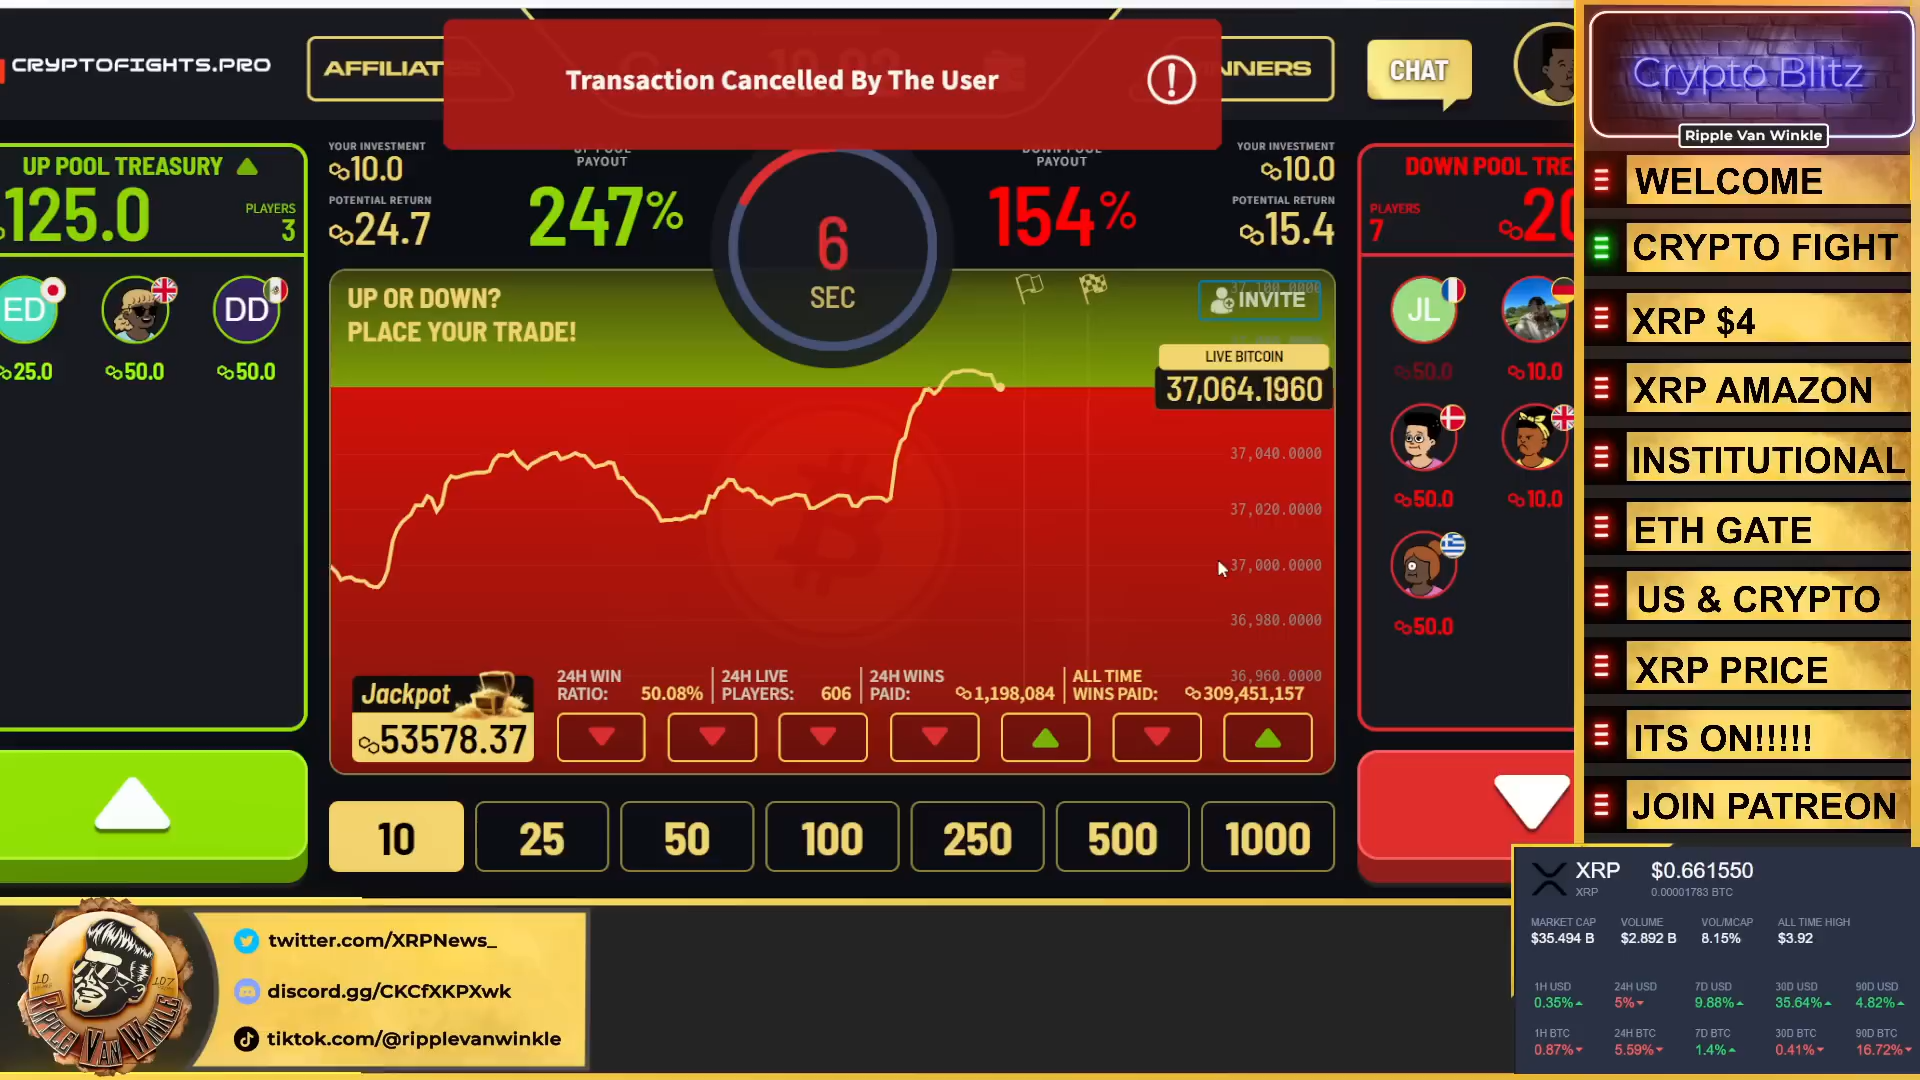 CRYPTOFIGHTS.PRO
AFFILIAT
Transaction Cancelled By The User
NNERS
CHAT
UP POOL TREASURY
125.0
PLAYERS
3
YOUR INVESTMENT
10.0
POTENTIAL RETURN
24.7
PAYOUT
247%
6
SEC
PAYOUT
154%
YOUR INVESTMENT
10.0
POTENTIAL RETURN
15.4
DOWN POOL TRE
PLAYERS
7
20
ED
DD
25.0
50.0
50.0
UP OR DOWN?
PLACE YOUR TRADE!
37,100.0000
INVITE
LIVE BITCOIN
37,064.1960
37,040.0000
37,020.0000
37,000.0000
36,980.0000
36,960.0000
JL
50.0
10.0
50.0
10.0
50.0
Jackpot
53578.37
24H WIN
RATIO: 50.08%
24H LIVE
PLAYERS: 606
24H WINS
PAID: 1,198,084
ALL TIME
WINS PAID: 309,451,157
10
25
50
100
250
500
1000
Crypto Blitz
Ripple Van Winkle
WELCOME
CRYPTO FIGHT
XRP $4
XRP AMAZON
INSTITUTIONAL
ETH GATE
US & CRYPTO
XRP PRICE
ITS ON!!!!!
JOIN PATREON
10
107
RIPPLE VAN WINKLE
twitter.com/XRPNews_
discord.gg/CKCfXKPXwk
tiktok.com/@ripplevanwinkle
XRP $0.661550
XRP 0.00001783 BTC
MARKET CAP VOLUME VOL/MCAP ALL TIME HIGH
$35.494 B $2.892 B 8.15% $3.92
1H USD 24H USD 7D USD 30D USD 90D USD
0.35% 5% 9.88% 35.64% 4.82%
1H BTC 24H BTC 7D BTC 30D BTC 90D BTC
0.87% 5.59% 1.4% 0.41% 16.72%